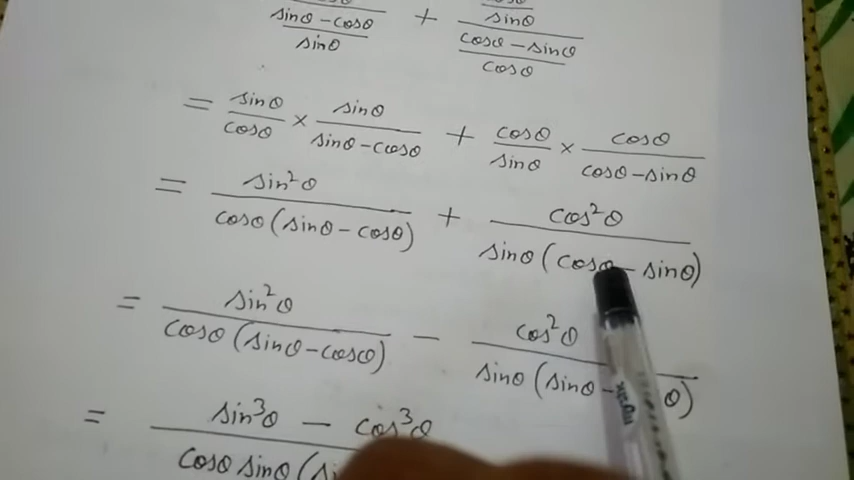 sinθ - cosθ / sinθ + sinθ / cosθ - sinθ / cosθ
= sinθ/cosθ × sinθ/(sinθ - cosθ) + cosθ/sinθ × cosθ/(cosθ - sinθ)
= sin²θ / cosθ(sinθ - cosθ) + cos²θ / sinθ(cosθ - sinθ)
= sin²θ / cosθ(sinθ - cosθ) - cos²θ / sinθ(sinθ - θ)
= sin³θ - cos³θ / cosθ sinθ (